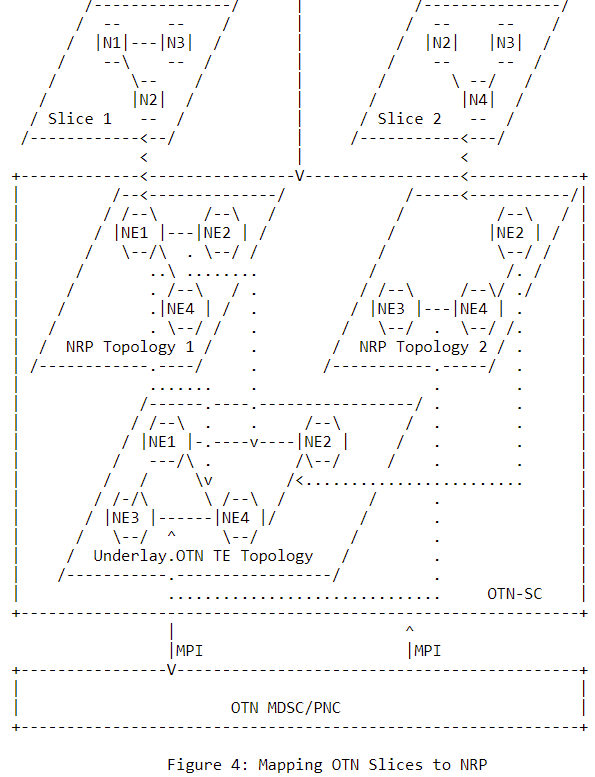 N1 N3 N2 N3
N2 N4
Slice 1 Slice 2
NE1 NE2 NE2
NE4 NE3 NE4
NRP Topology 1 NRP Topology 2
NE1 NE2
NE3 NE4
Underlay.OTN TE Topology
OTN-SC
MPI MPI
OTN MDSC/PNC
Figure 4: Mapping OTN Slices to NRP